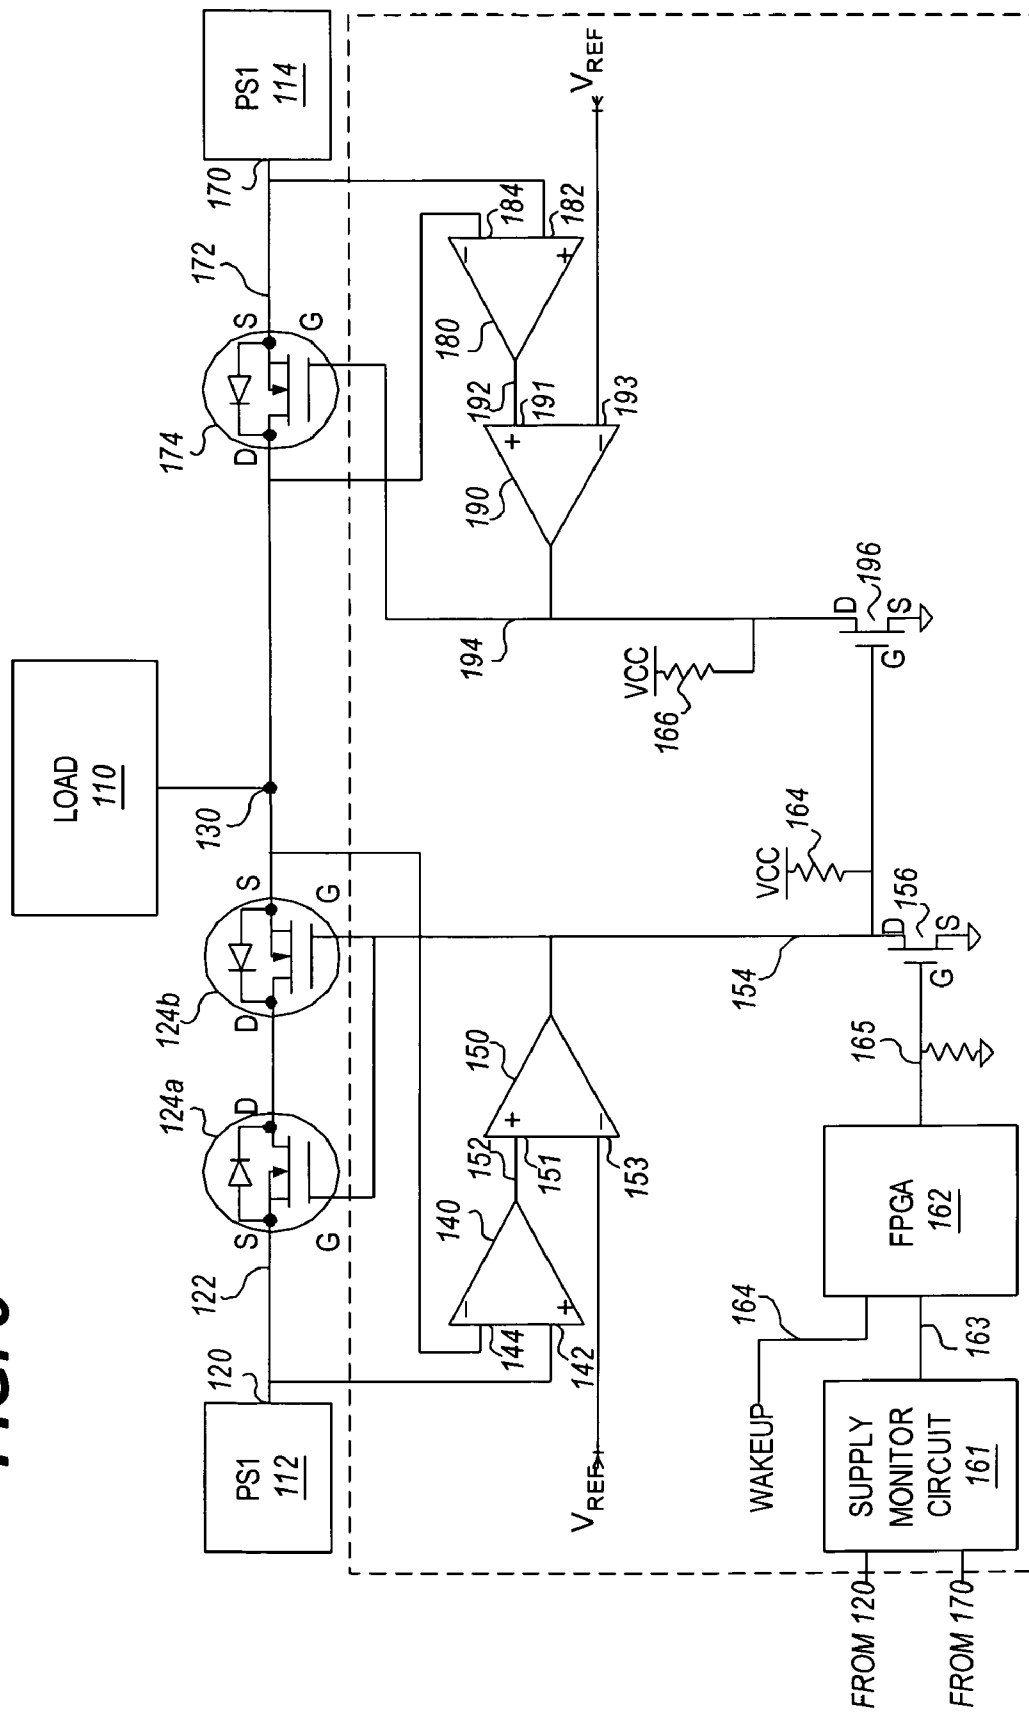 LOAD
110
PS1
112
120
122
S
124a
D
G
124b
D
S
G
130
D
174
S
G
172
170
PS1
114
144
142
140
152
151
153
150
VREF
184
182
180
192
191
193
190
VREF
194
VCC
166
D
196
S
G
VCC
164
154
D
156
S
G
165
WAKEUP
164
FPGA
162
163
SUPPLY
MONITOR
CIRCUIT
161
FROM 120
FROM 170
+
–
+
–
–
+
+
–